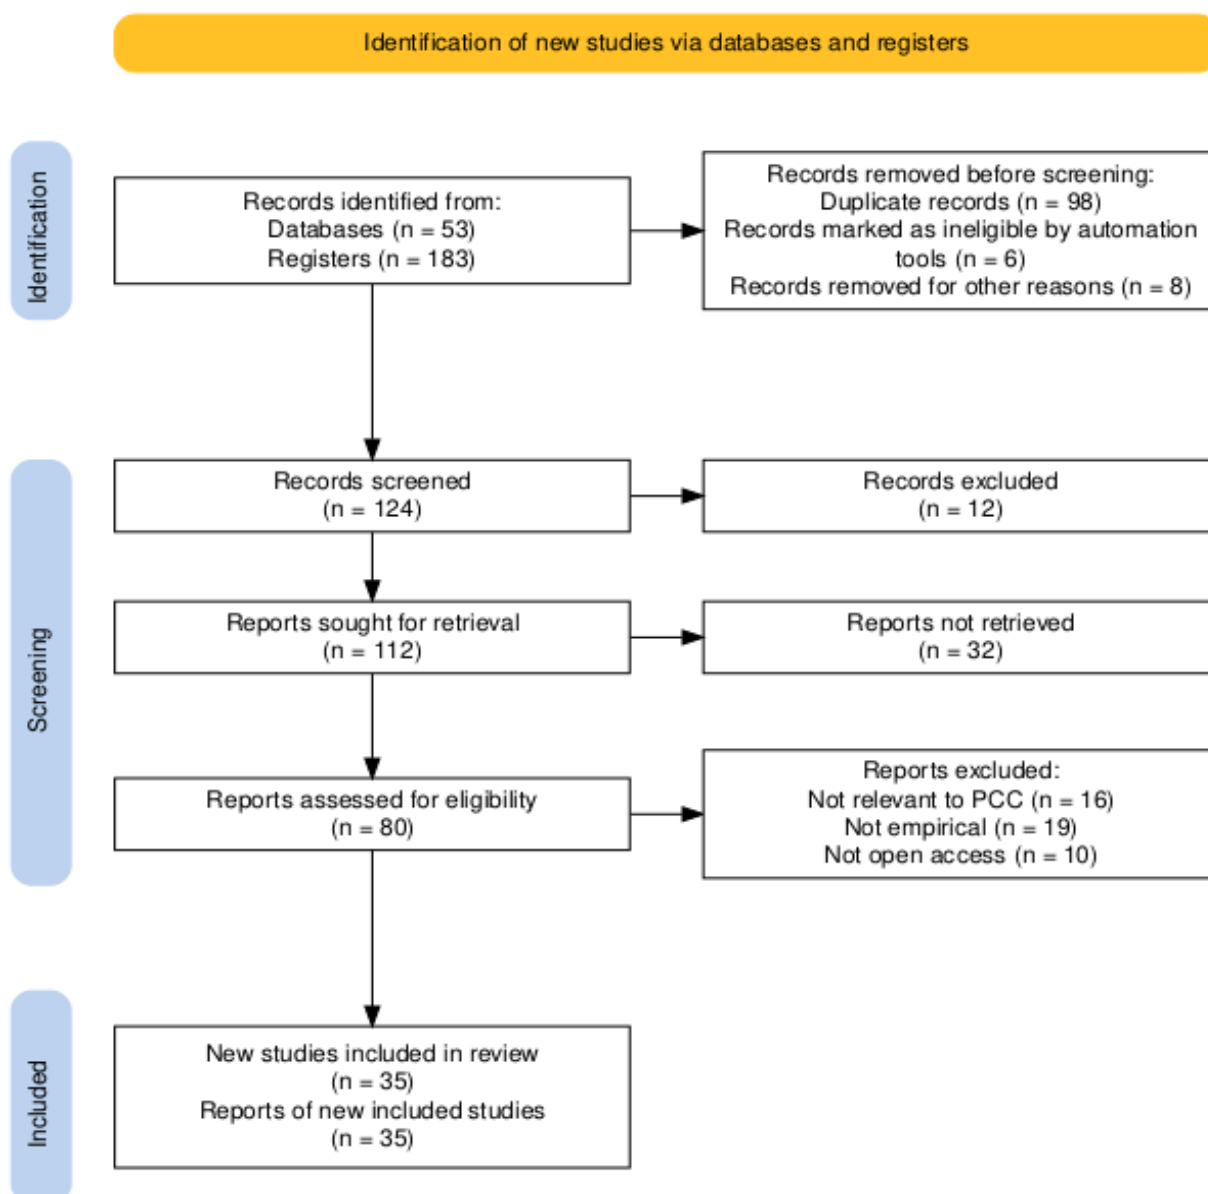 Identification of new studies via databases and registers
Identification
Records identified from:
Databases (n = 53)
Registers (n = 183)
Records removed before screening:
Duplicate records (n = 98)
Records marked as ineligible by automation
tools (n = 6)
Records removed for other reasons (n = 8)
Screening
Records screened
(n = 124)
Records excluded
(n = 12)
Reports sought for retrieval
(n = 112)
Reports not retrieved
(n = 32)
Reports assessed for eligibility
(n = 80)
Reports excluded:
Not relevant to PCC (n = 16)
Not empirical (n = 19)
Not open access (n = 10)
Included
New studies included in review
(n = 35)
Reports of new included studies
(n = 35)